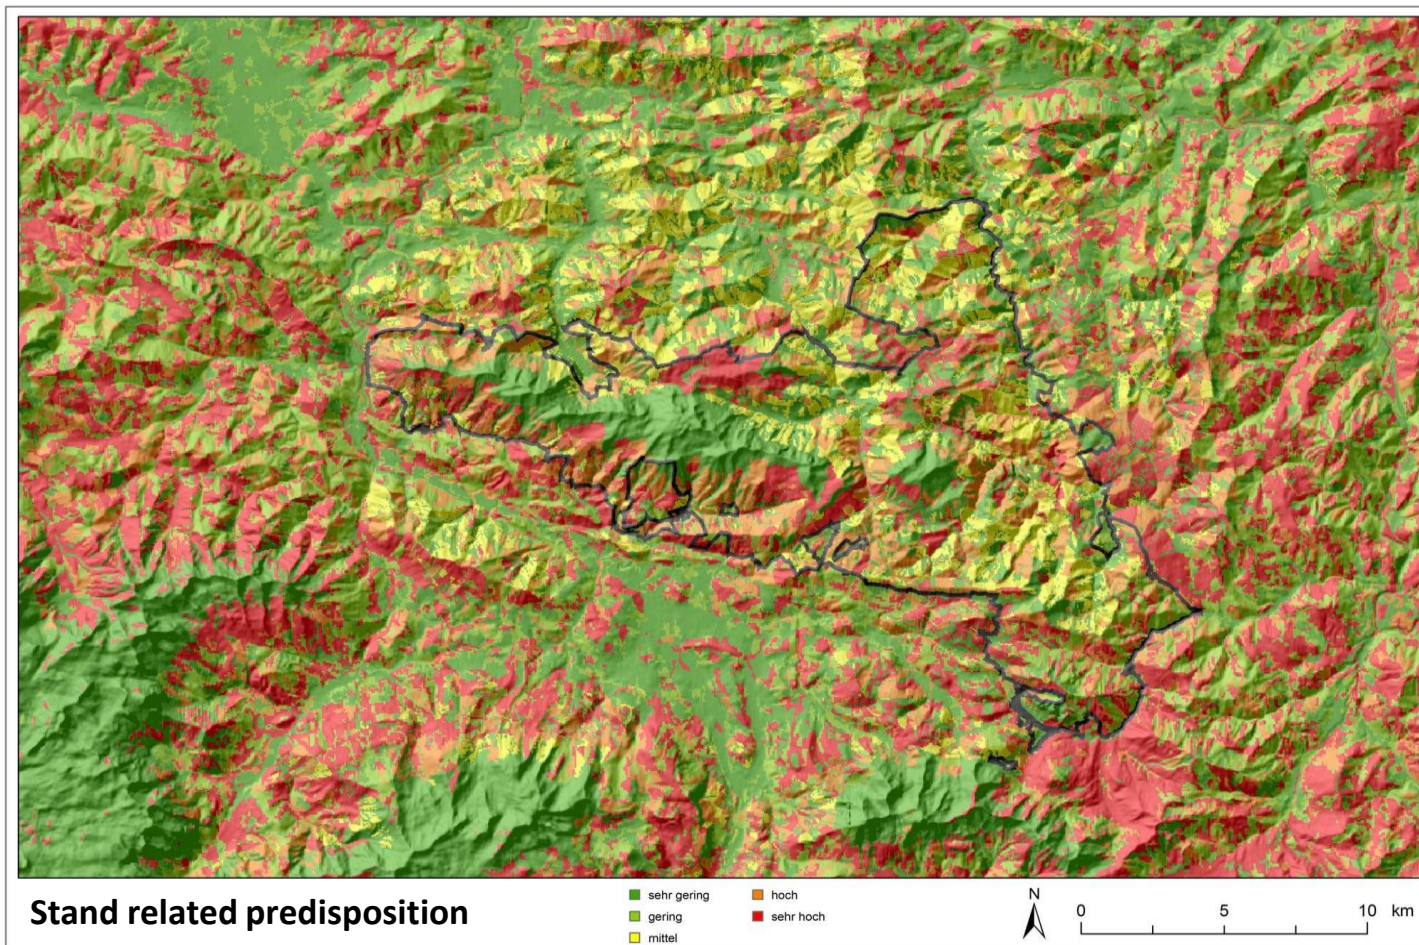 Stand related predisposition
sehr gering
gering
mittel
hoch
sehr hoch
N
0 5 10 km